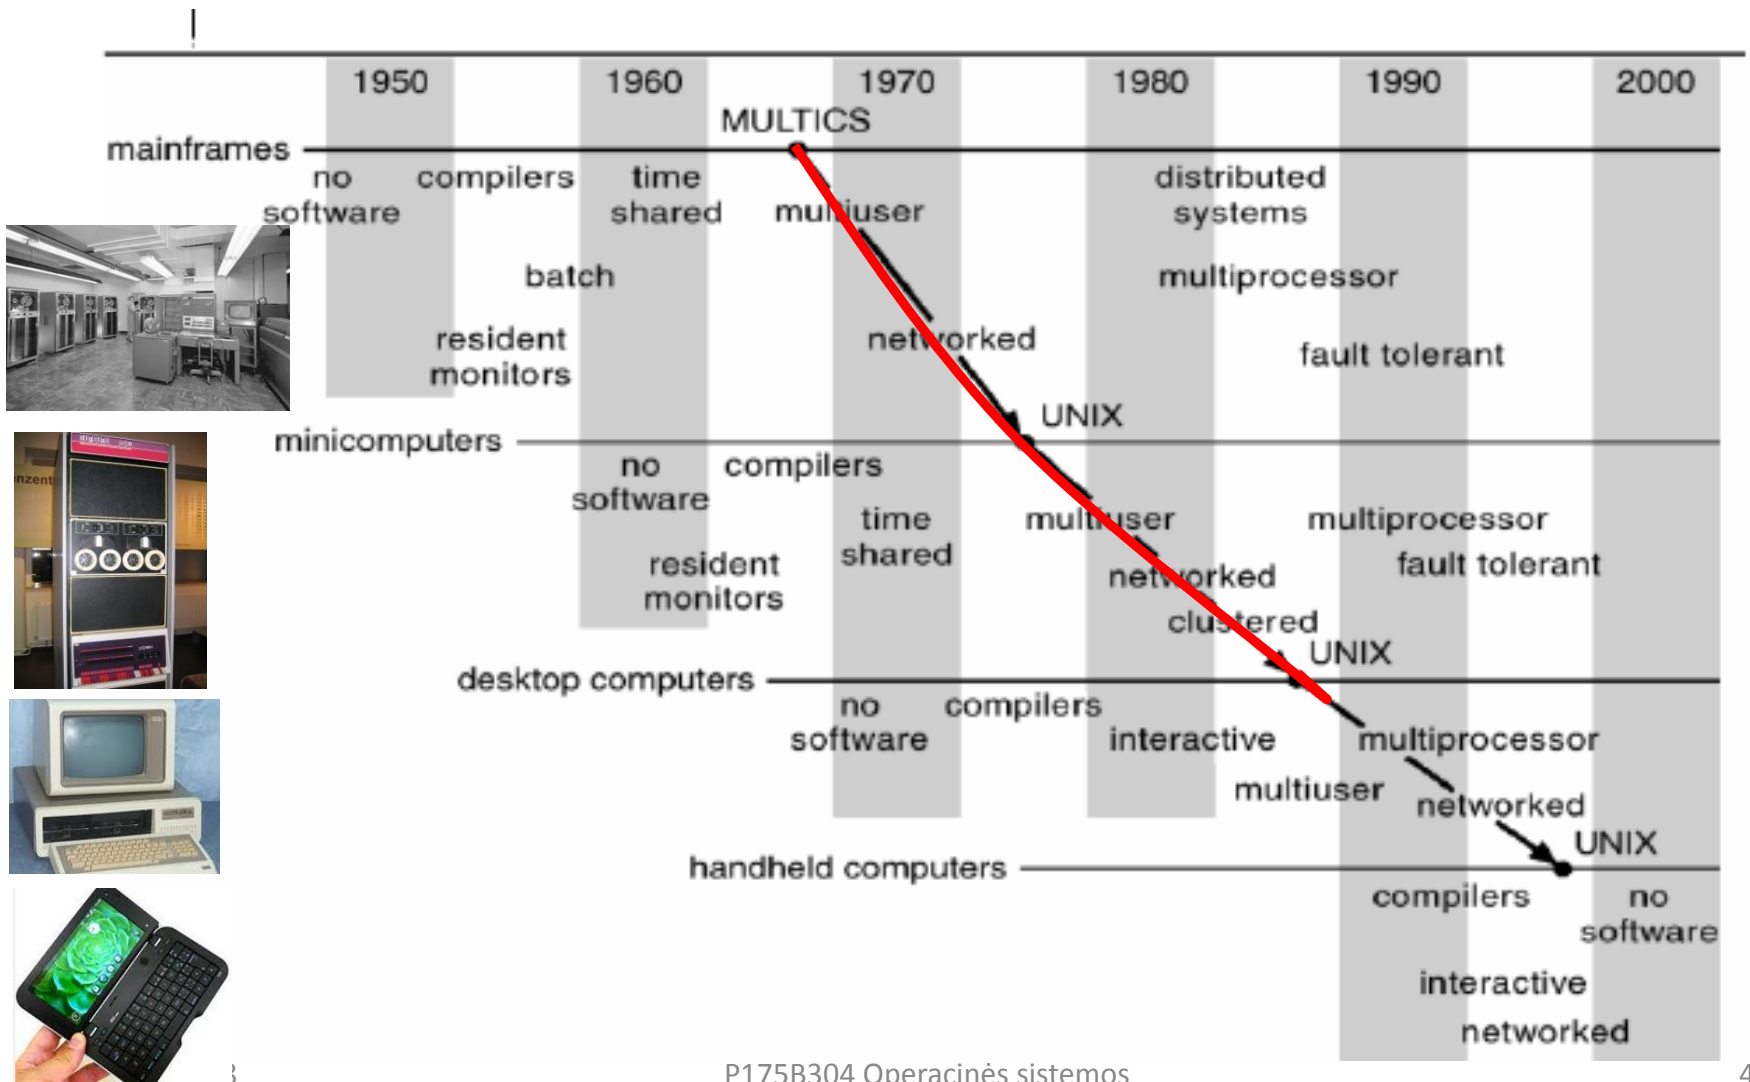 1950 1960 1970 1980 1990 2000
MULTICS
mainframes
no compilers time distributed
software shared multiuser systems
batch multiprocessor
resident networked fault tolerant
monitors
UNIX
minicomputers
no compilers
software
time multiuser multiprocessor
shared
resident networked fault tolerant
monitors
clustered
UNIX
desktop computers
no compilers
software interactive multiprocessor
multiuser networked
UNIX
handheld computers
compilers no
software
interactive
networked
digital
P175B304 Operacinės sistemos
4